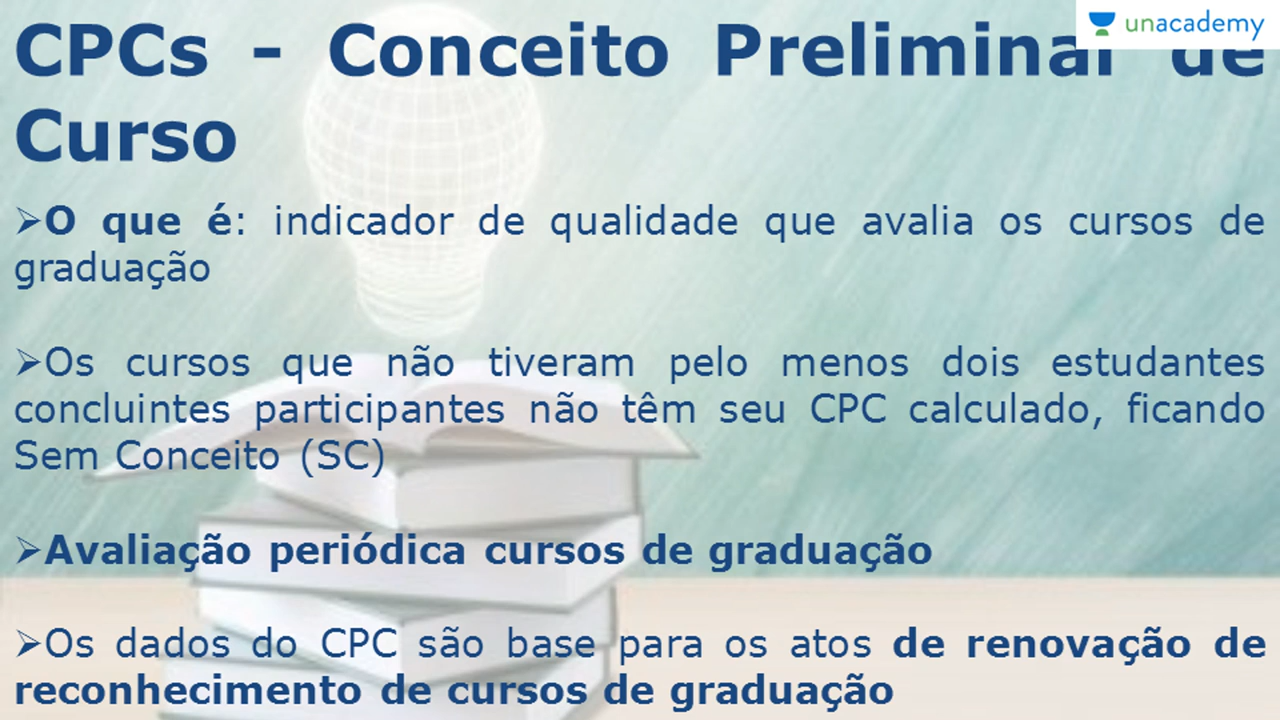 unacademy
CPCs - Conceito Preliminar de
Curso
➢O que é: indicador de qualidade que avalia os cursos de
graduação
➢Os cursos que não tiveram pelo menos dois estudantes
concluintes participantes não têm seu CPC calculado, ficando
Sem Conceito (SC)
➢Avaliação periódica cursos de graduação
➢Os dados do CPC são base para os atos de renovação de
reconhecimento de cursos de graduação